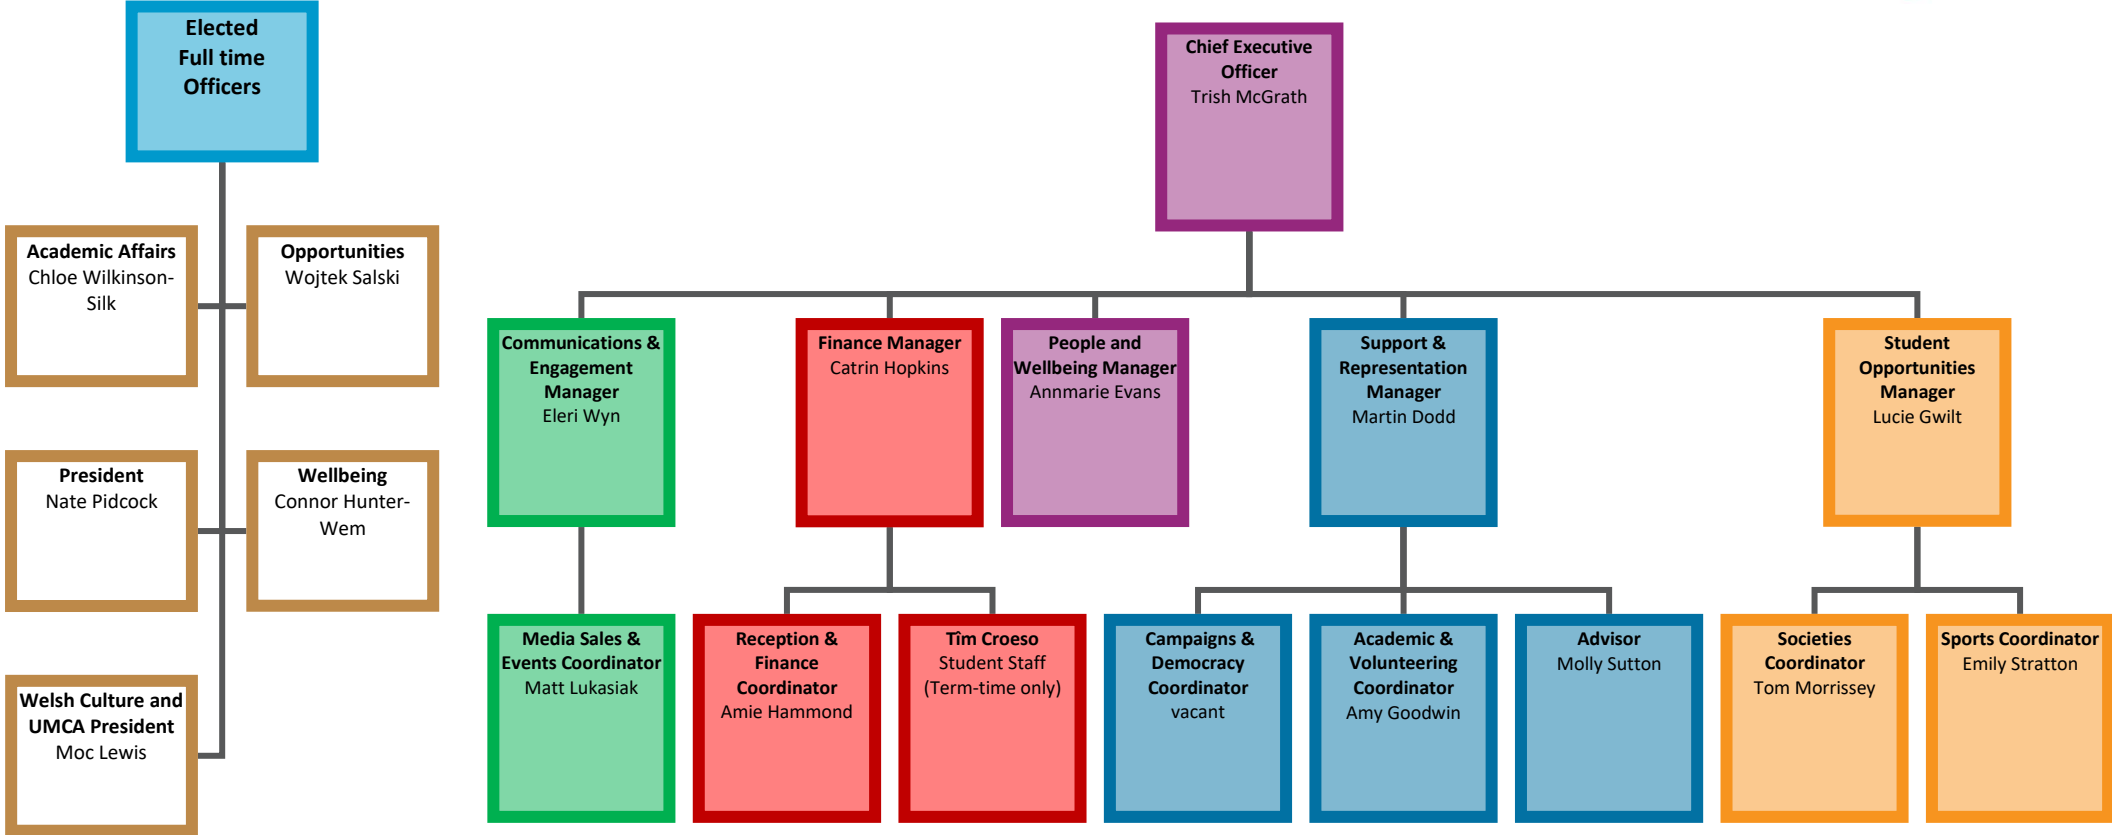 Elected
Full time
Officers
Academic Affairs
Chloe Wilkinson-
Silk
Opportunities
Wojtek Salski
President
Nate Pidcock
Wellbeing
Connor Hunter-
Wem
Welsh Culture and
UMCA President
Moc Lewis
Chief Executive
Officer
Trish McGrath
Communications &
Engagement
Manager
Eleri Wyn
Finance Manager
Catrin Hopkins
People and
Wellbeing Manager
Annmarie Evans
Support &
Representation
Manager
Martin Dodd
Student
Opportunities
Manager
Lucie Gwilt
Media Sales &
Events Coordinator
Matt Lukasiak
Reception &
Finance
Coordinator
Amie Hammond
Tîm Croeso
Student Staff
(Term-time only)
Campaigns &
Democracy
Coordinator
vacant
Academic &
Volunteering
Coordinator
Amy Goodwin
Advisor
Molly Sutton
Societies
Coordinator
Tom Morrissey
Sports Coordinator
Emily Stratton